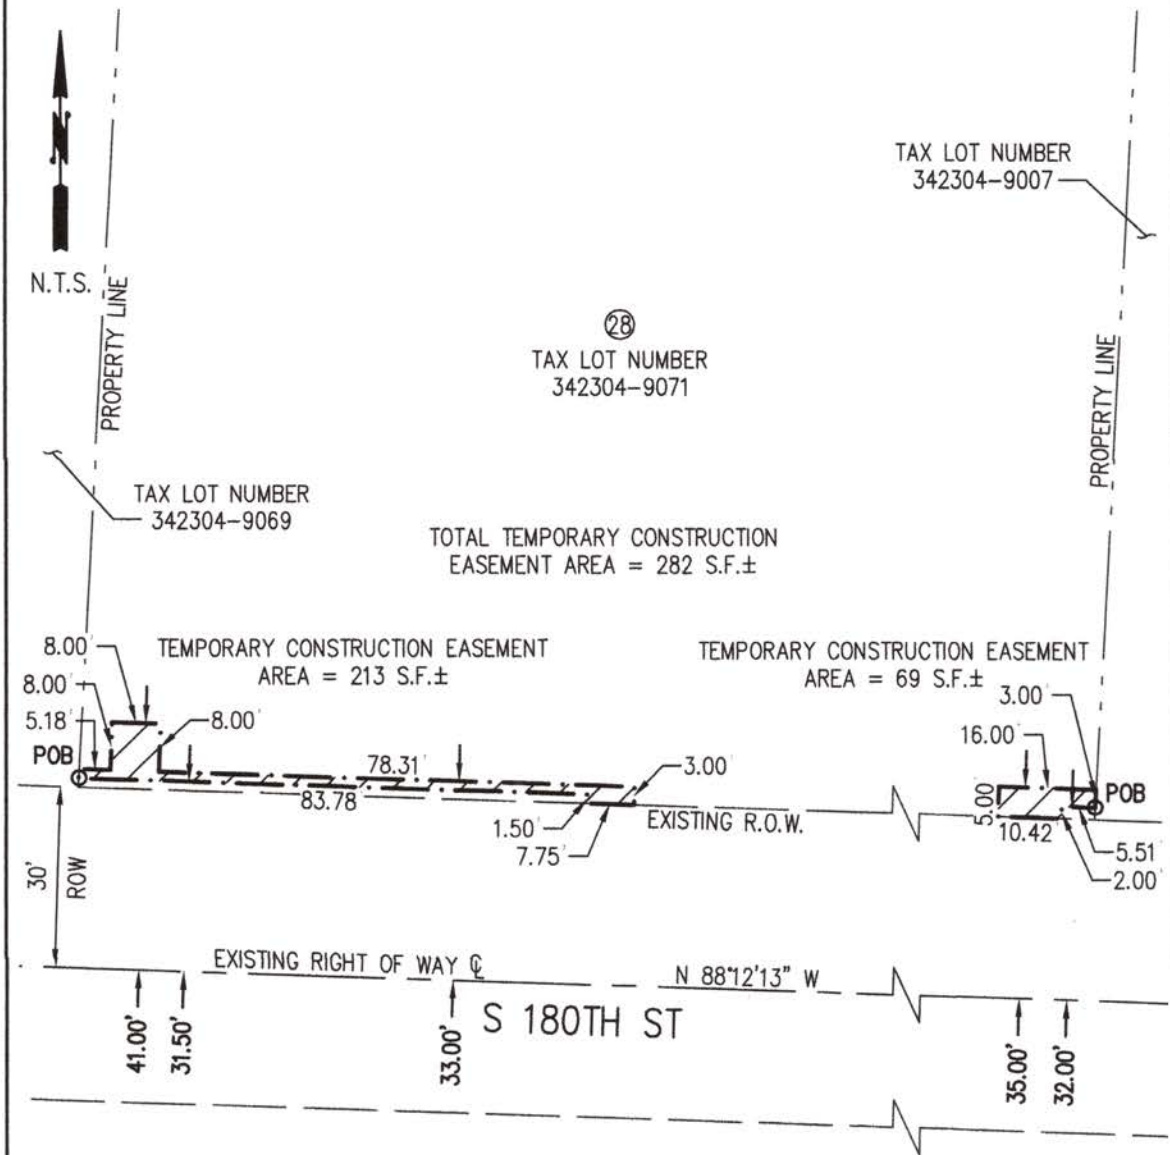 N
N.T.S.
PROPERTY LINE
TAX LOT NUMBER
342304-9007
28
TAX LOT NUMBER
342304-9071
PROPERTY LINE
TAX LOT NUMBER
342304-9069
TOTAL TEMPORARY CONSTRUCTION
EASEMENT AREA = 282 S.F.±
TEMPORARY CONSTRUCTION EASEMENT
AREA = 213 S.F.±
TEMPORARY CONSTRUCTION EASEMENT
AREA = 69 S.F.±
8.00'
8.00'
5.18'
8.00'
POB
78.31'
83.78
3.00'
1.50'
7.75'
EXISTING R.O.W.
3.00'
16.00'
5.00
10.42
POB
5.51'
2.00'
30'
ROW
EXISTING RIGHT OF WAY ℄
N 88°12'13" W
S 180TH ST
41.00'
31.50'
33.00'
35.00'
32.00'